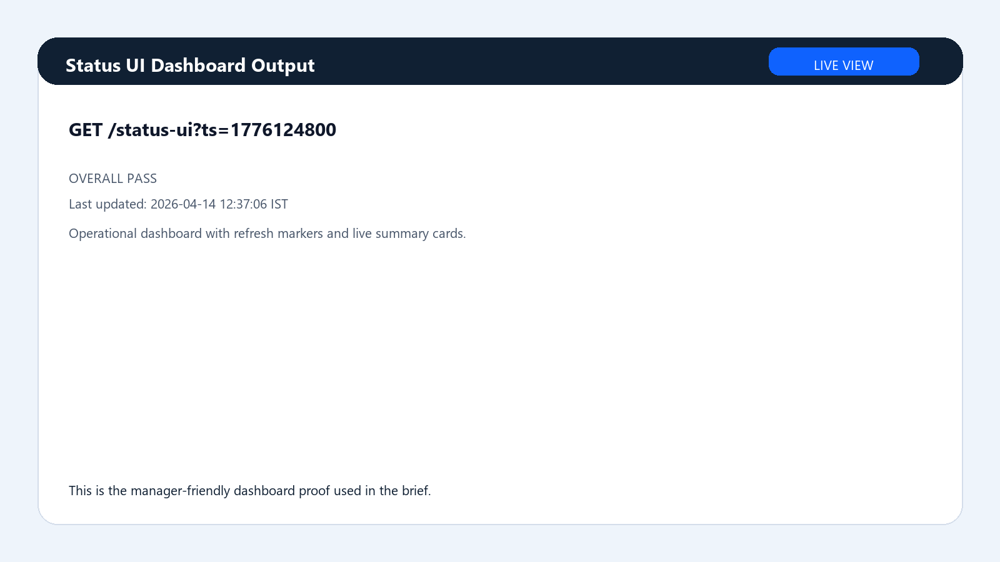 Status UI Dashboard Output
LIVE VIEW
GET /status-ui?ts=1776124800
OVERALL PASS
Last updated: 2026-04-14 12:37:06 IST
Operational dashboard with refresh markers and live summary cards.
This is the manager-friendly dashboard proof used in the brief.